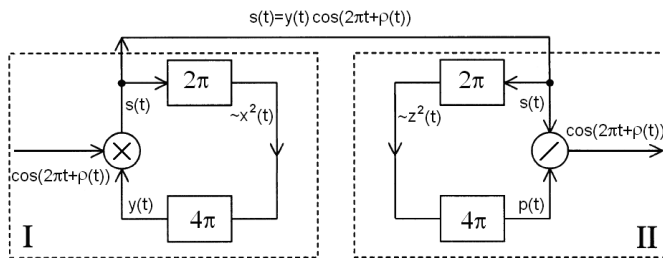 s(t)=y(t) cos(2πt+ρ(t))
2π
2π
s(t)
~x²(t)
~z²(t)
s(t)
cos(2πt+ρ(t))
cos(2πt+ρ(t))
y(t)
4π
4π
p(t)
I
II